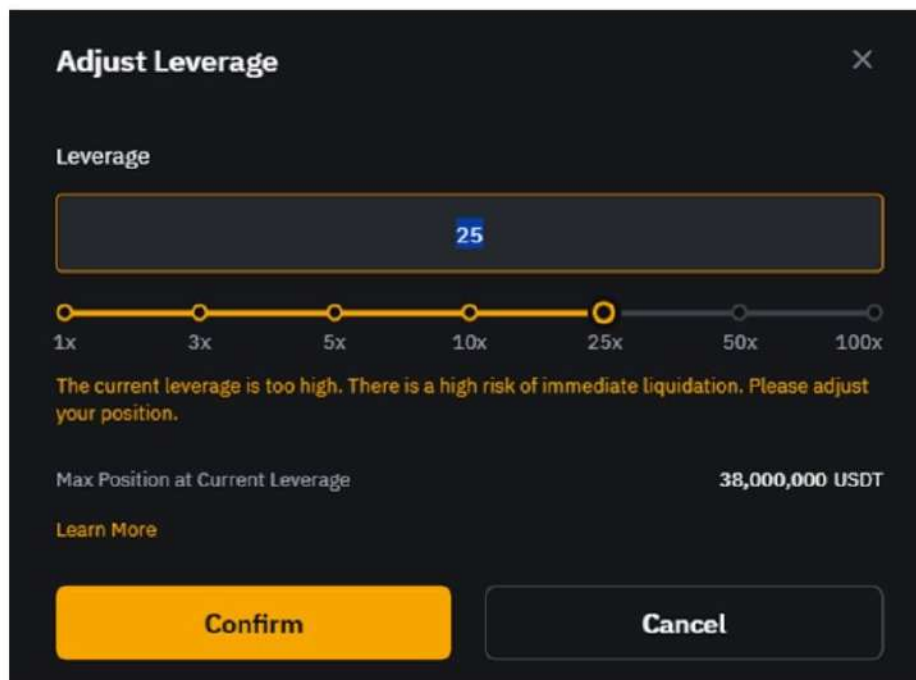 Adjust Leverage
Leverage
25
1x 3x 5x 10x 25x 50x 100x
The current leverage is too high. There is a high risk of immediate liquidation. Please adjust
your position.
Max Position at Current Leverage 38,000,000 USDT
Learn More
Confirm Cancel